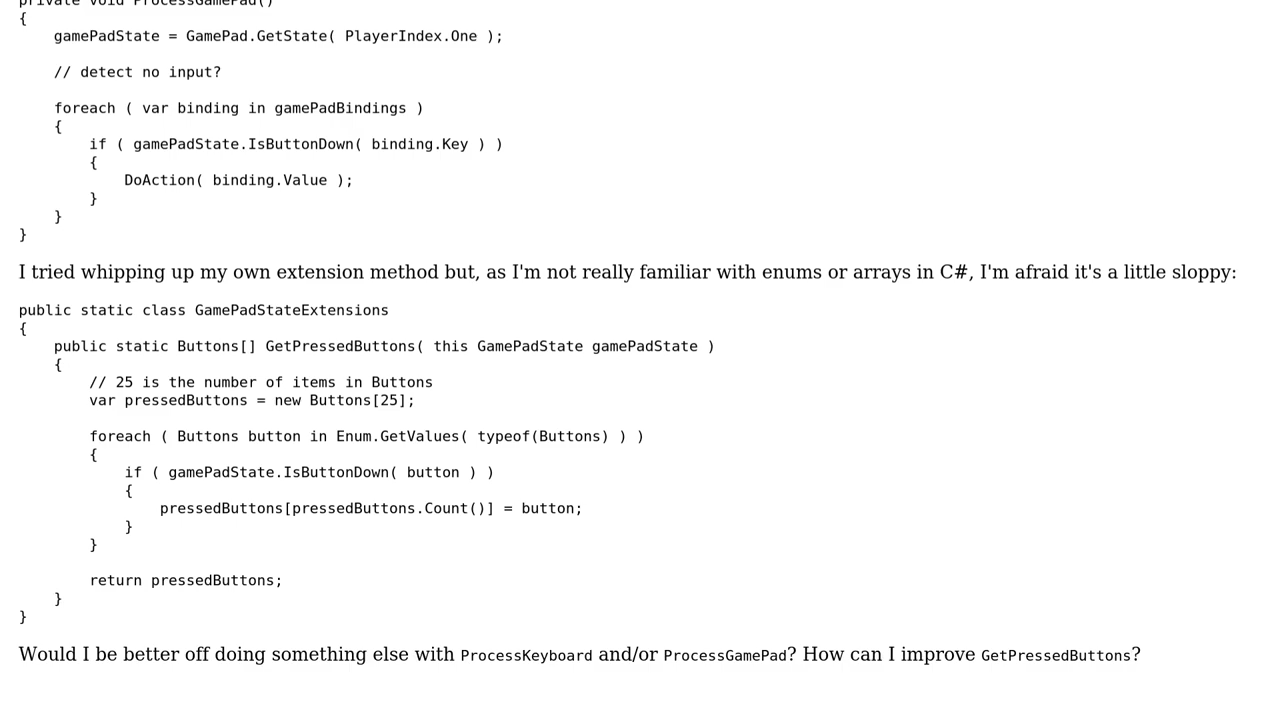 private void ProcessGamePad()
{
    gamePadState = GamePad.GetState( PlayerIndex.One );

    // detect no input?

    foreach ( var binding in gamePadBindings )
    {
        if ( gamePadState.IsButtonDown( binding.Key ) )
        {
            DoAction( binding.Value );
        }
    }
}
I tried whipping up my own extension method but, as I'm not really familiar with enums or arrays in C#, I'm afraid it's a little sloppy:
public static class GamePadStateExtensions
{
    public static Buttons[] GetPressedButtons( this GamePadState gamePadState )
    {
        // 25 is the number of items in Buttons
        var pressedButtons = new Buttons[25];

        foreach ( Buttons button in Enum.GetValues( typeof(Buttons) ) )
        {
            if ( gamePadState.IsButtonDown( button ) )
            {
                pressedButtons[pressedButtons.Count()] = button;
            }
        }

        return pressedButtons;
    }
}
Would I be better off doing something else with ProcessKeyboard and/or ProcessGamePad? How can I improve GetPressedButtons?